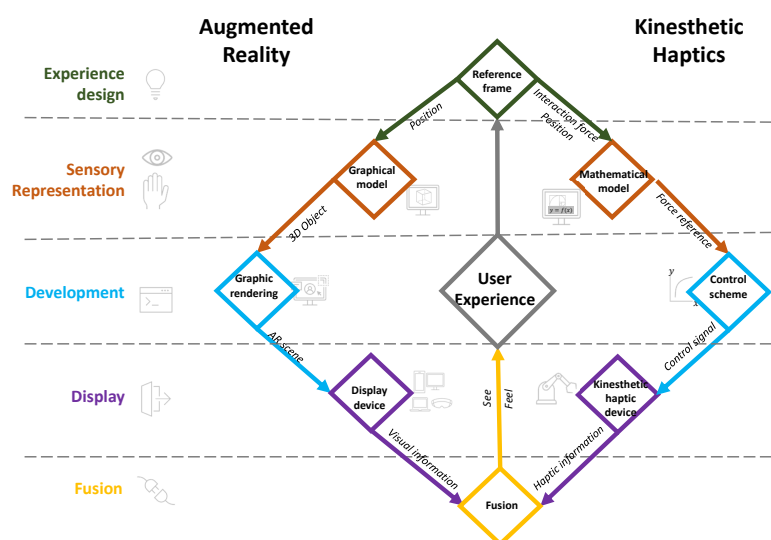 Augmented
Reality
Kinesthetic
Haptics
Experience
design
Reference
frame
Position
Interaction force
Position
Sensory
Representation
Graphical
model
Mathematical
model
y = f(x)
3D Object
Force reference
Development
Graphic
rendering
A
User
Experience
y
x
Control
scheme
AR scene
Control signal
Display
Display
device
See
Feel
Kinesthetic
haptic
device
Visual information
Haptic information
Fusion
Fusion